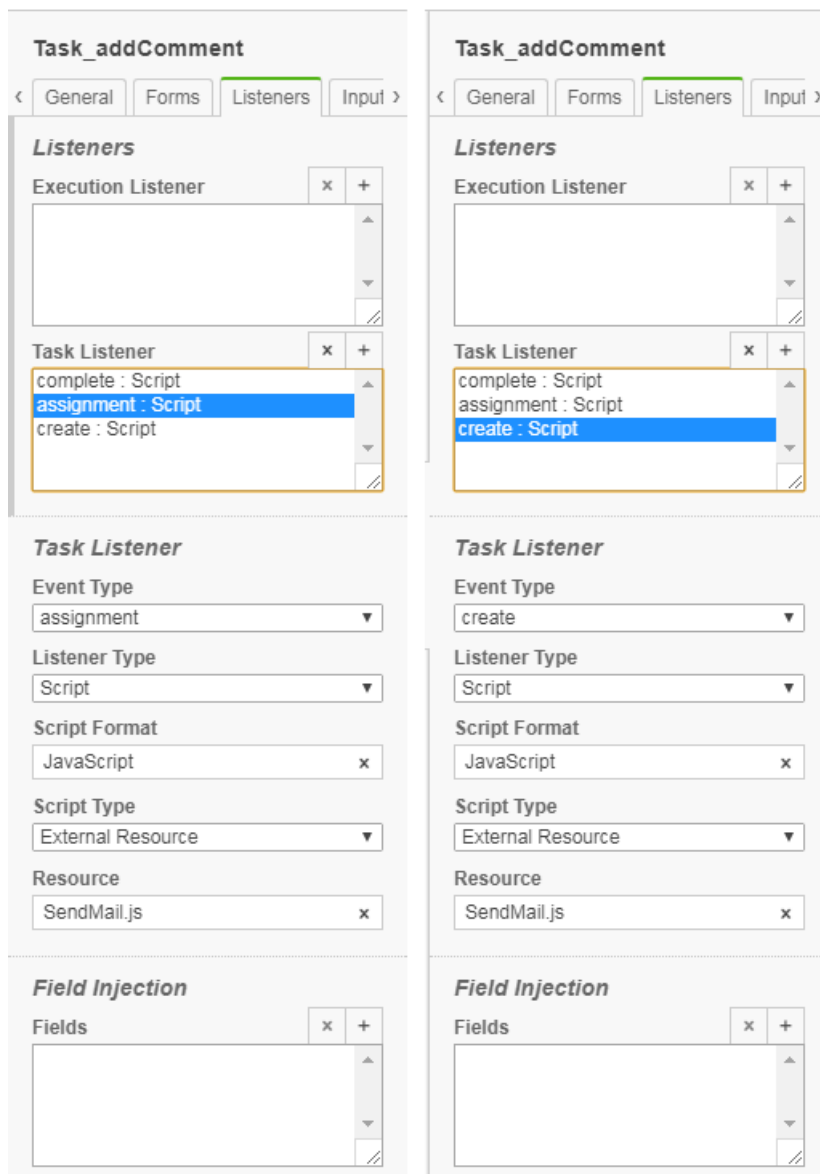 Task_addComment
General Forms Listeners Input
Listeners
Execution Listener
Task Listener
complete : Script
assignment : Script
create : Script
Task Listener
Event Type
assignment
Listener Type
Script
Script Format
JavaScript
Script Type
External Resource
Resource
SendMail.js
Field Injection
Fields
Task_addComment
General Forms Listeners Input
Listeners
Execution Listener
Task Listener
complete : Script
assignment : Script
create : Script
Task Listener
Event Type
create
Listener Type
Script
Script Format
JavaScript
Script Type
External Resource
Resource
SendMail.js
Field Injection
Fields